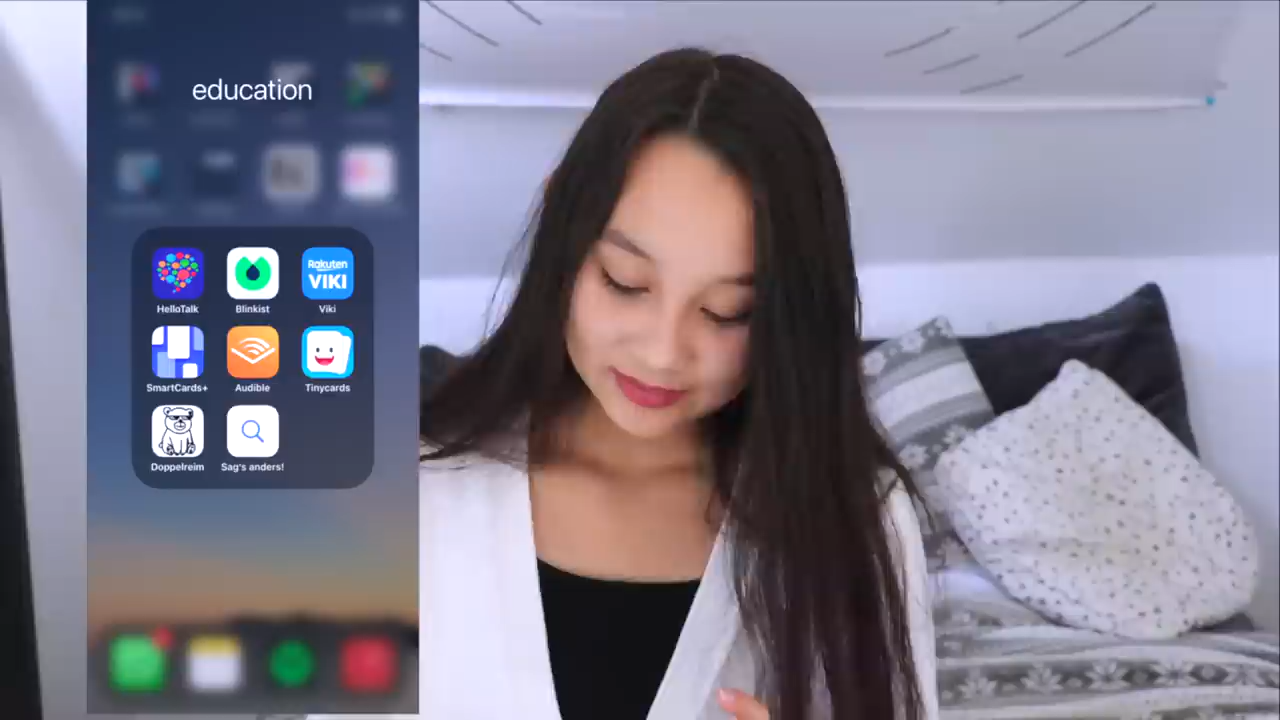 education
HelloTalk Blinkist Viki
Rakuten
VIKI
SmartCards+ Audible Tinycards
Doppelreim Sag's anders!